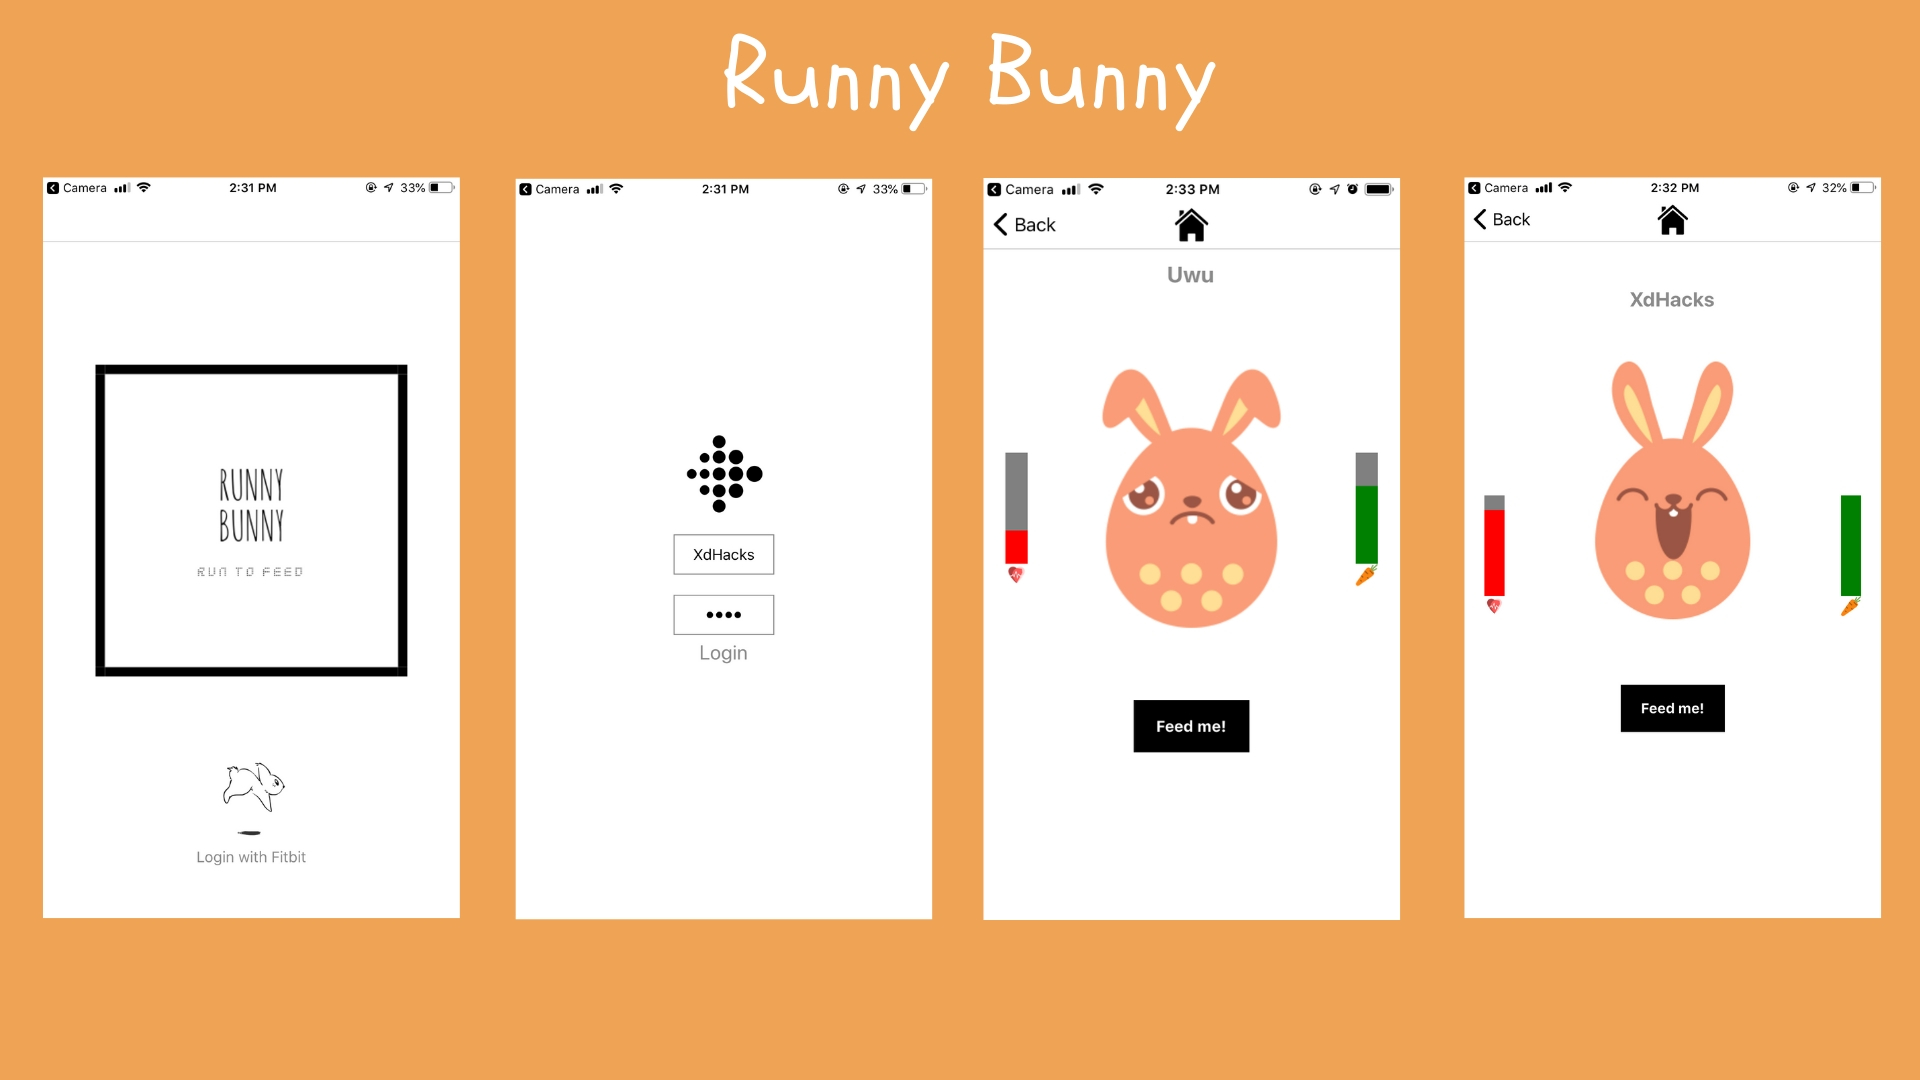 Runny Bunny
Camera 2:31 PM 33%
RUNNY
BUNNY
RUN TO FEED
Login with Fitbit
Camera 2:31 PM 33%
XdHacks
••••
Login
Camera 2:33 PM
Back
Uwu
Feed me!
Camera 2:32 PM 32%
Back
XdHacks
Feed me!